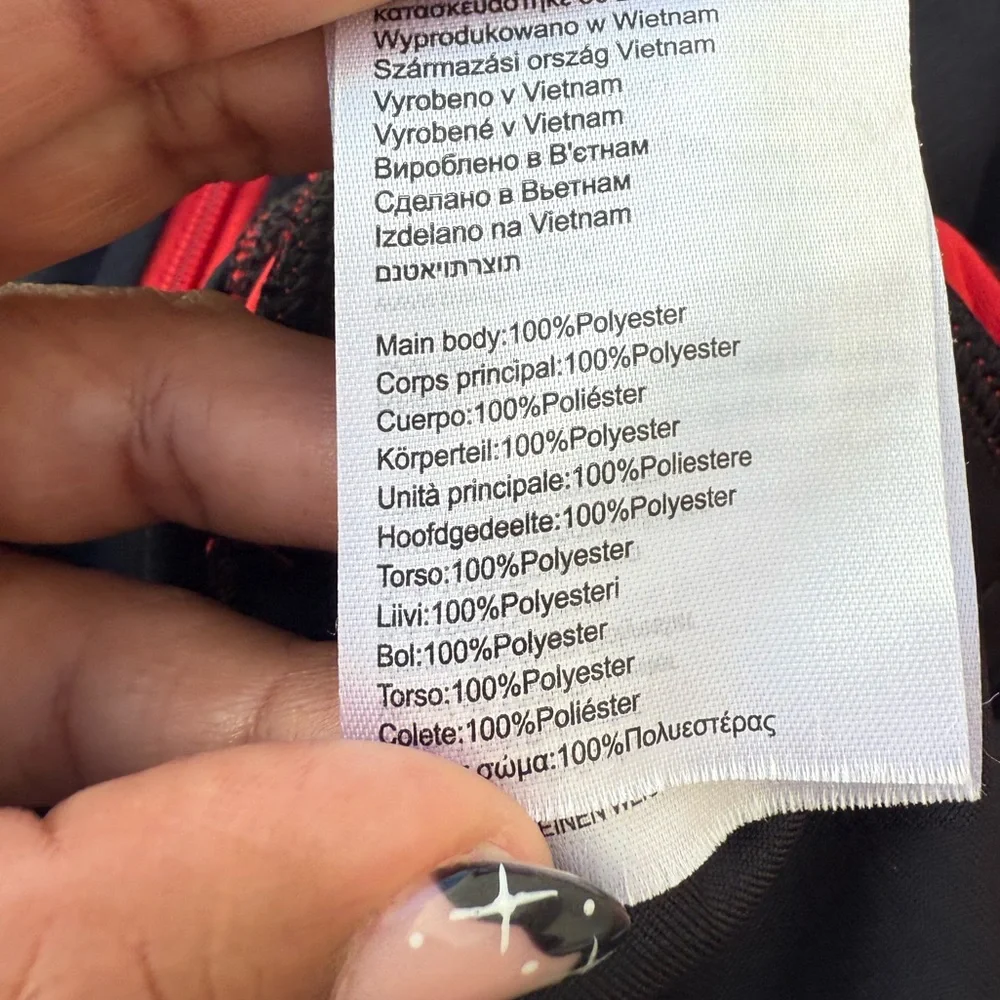 Wyprodukowano w Wietnam
Származási ország Vietnam
Vyrobeno v Vietnam
Vyrobené v Vietnam
Вироблено в В'єтнам
Сделано в Вьетнам
Izdelano na Vietnam
תוצרתויאטנם
Main body:100%Polyester
Corps principal:100%Polyester
Cuerpo:100%Poliéster
Körperteil:100%Polyester
Unità principale:100%Poliestere
Hoofdgedeelte:100%Polyester
Torso:100%Polyester
Liivi:100%Polyesteri
Bol:100%Polyester
Torso:100%Polyester
Colete:100%Poliéster
σώμα:100%Πολυεστέρας
EINEN